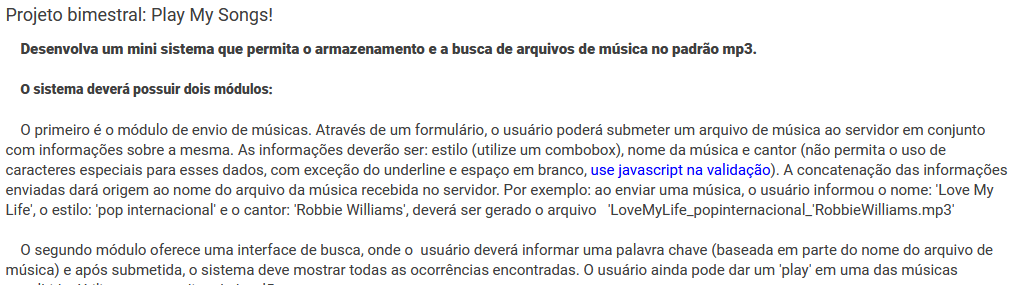 Projeto bimestral: Play My Songs!
Desenvolva um mini sistema que permita o armazenamento e a busca de arquivos de música no padrão mp3.
O sistema deverá possuir dois módulos:
O primeiro é o módulo de envio de músicas. Através de um formulário, o usuário poderá submeter um arquivo de música ao servidor em conjunto
com informações sobre a mesma. As informações deverão ser: estilo (utilize um combobox), nome da música e cantor (não permita o uso de
caracteres especiais para esses dados, com exceção do underline e espaço em branco, use javascript na validação). A concatenação das informações
enviadas dará origem ao nome do arquivo da música recebida no servidor. Por exemplo: ao enviar uma música, o usuário informou o nome: 'Love My
Life', o estilo: 'pop internacional' e o cantor: 'Robbie Williams', deverá ser gerado o arquivo 'LoveMyLife_popinternacional_'RobbieWilliams.mp3'
O segundo módulo oferece uma interface de busca, onde o usuário deverá informar uma palavra chave (baseada em parte do nome do arquivo de
música) e após submetida, o sistema deve mostrar todas as ocorrências encontradas. O usuário ainda pode dar um 'play' em uma das músicas